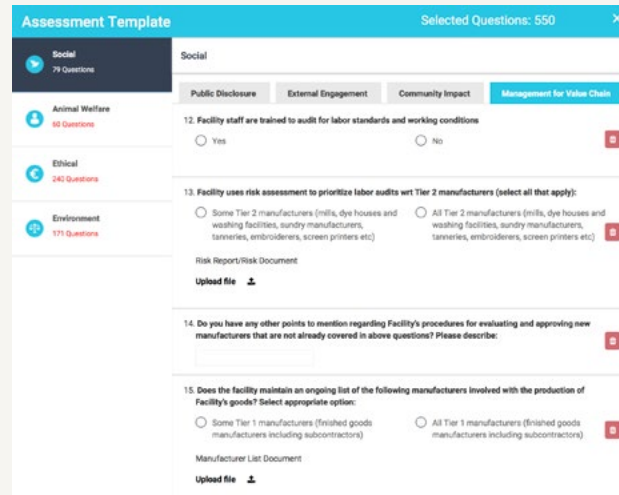 Assessment Template
Selected Questions: 550
Social
79 Questions
Animal Welfare
60 Questions
Ethical
240 Questions
Environment
171 Questions
Social
Public Disclosure
External Engagement
Community Impact
Management for Value Chain
12. Facility staff are trained to audit for labor standards and working conditions
Yes
No
13. Facility uses risk assessment to prioritize labor audits wrt Tier 2 manufacturers (select all that apply):
Some Tier 2 manufacturers (mills, dye houses and
washing facilities, sundry manufacturers,
tanneries, embroiderers, screen printers etc)
All Tier 2 manufacturers (mills, dye houses and
washing facilities, sundry manufacturers,
tanneries, embroiderers, screen printers etc)
Risk Report/Risk Document
Upload file
14. Do you have any other points to mention regarding Facility's procedures for evaluating and approving new
manufacturers that are not already covered in above questions? Please describe:
15. Does the facility maintain an ongoing list of the following manufacturers involved with the production of
Facility's goods? Select appropriate option:
Some Tier 1 manufacturers (finished goods
manufacturers including subcontractors)
All Tier 1 manufacturers (finished goods
manufacturers including subcontractors)
Manufacturer List Document
Upload file